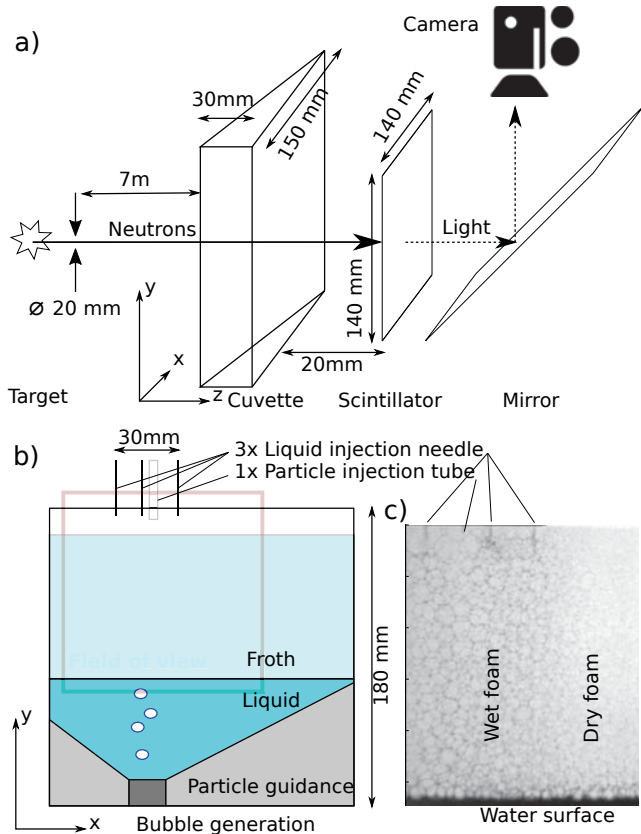 a)
Camera
30mm
150 mm
140 mm
7m
Neutrons
Light
ø 20 mm
y
x
z
140 mm
20mm
Target
Cuvette
Scintillator
Mirror
b)
30mm
3x Liquid injection needle
1x Particle injection tube
c)
Field of view
Froth
Liquid
180 mm
Wet foam
Dry foam
y
x
Particle guidance
Bubble generation
Water surface